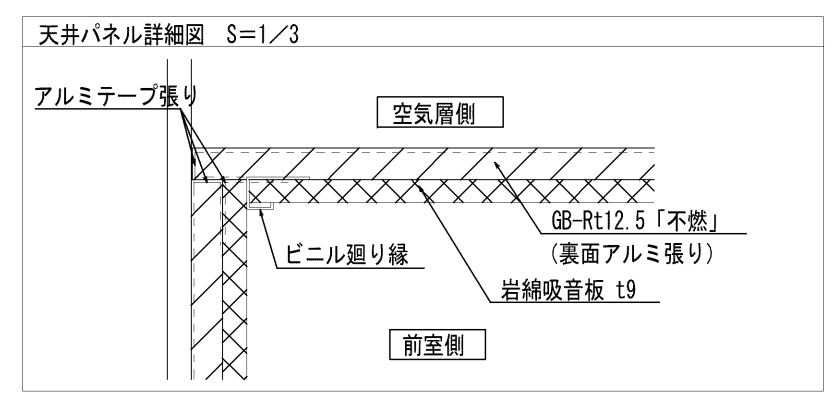 天井パネル詳細図 S=1/3
アルミテープ張り
空気層側
GB-Rt12.5「不燃」
(裏面アルミ張り)
ビニル廻り縁
岩綿吸音板 t9
前室側